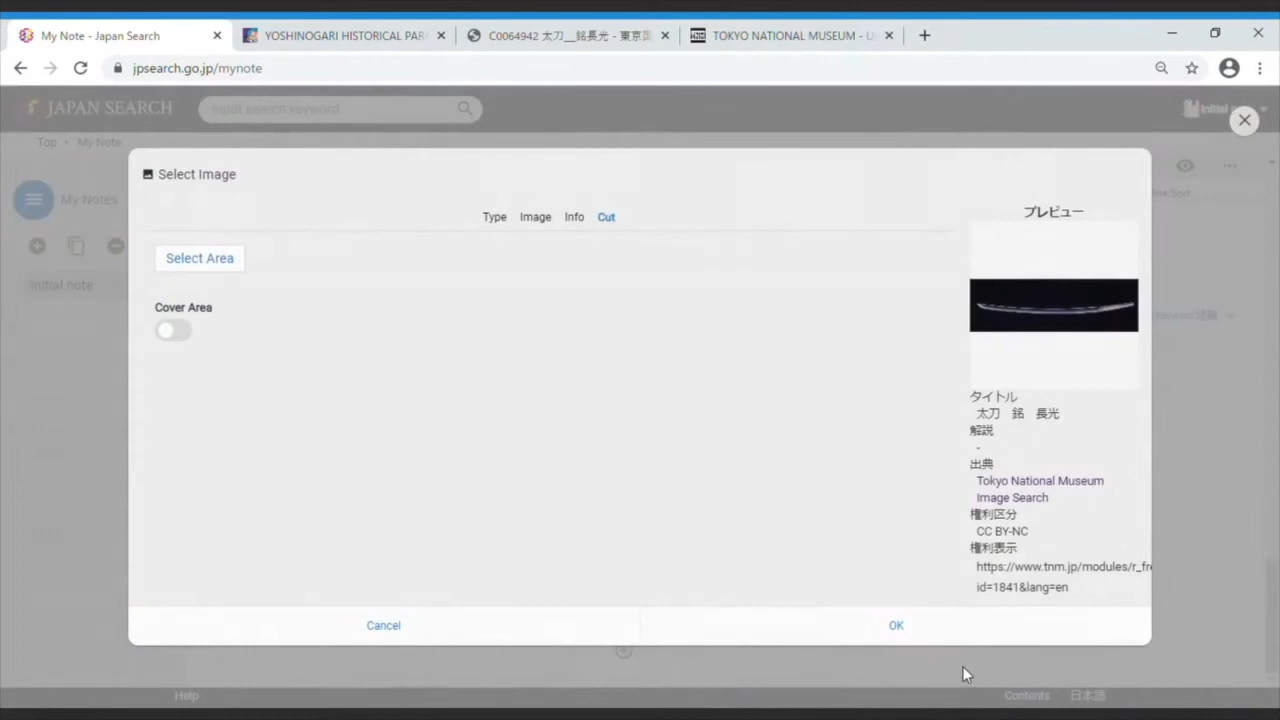 My Note - Japan Search
YOSHINOGARI HISTORICAL PAR
C0064942 太刀__銘長光 - 東京国
TOKYO NATIONAL MUSEUM - U
jpsearch.go.jp/mynote
JAPAN SEARCH
Input search keyword
Initial
Top • My Note
Select Image
My Notes
Type Image Info Cut
プレビュー
Select Area
Initial note
Cover Area
タイトル
太刀 銘 長光
解説
-
出典
Tokyo National Museum
Image Search
権利区分
CC BY-NC
権利表示
https://www.tnm.jp/modules/r_fre
id=1841&lang=en
Cancel
OK
Help
Contents
日本語